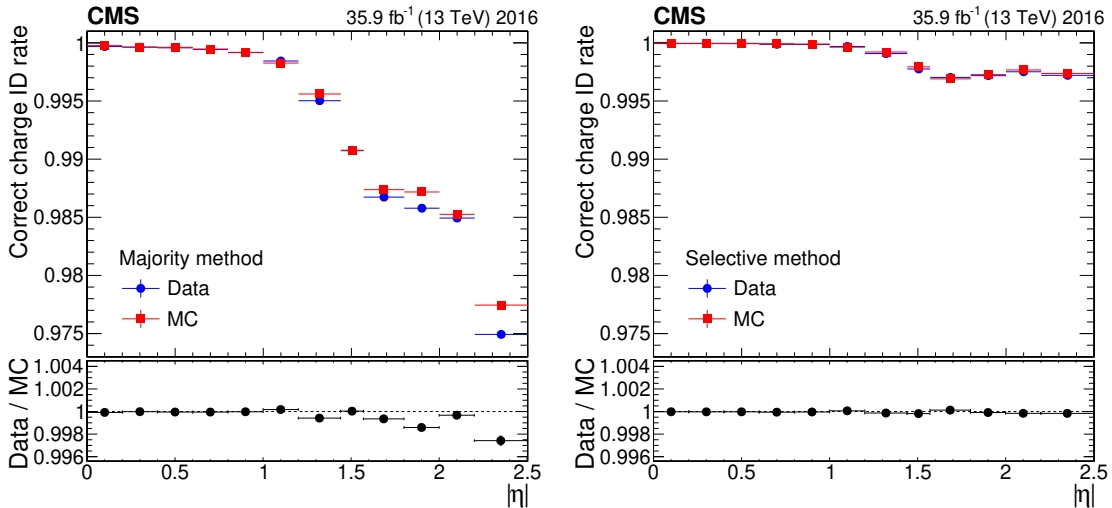 CMS 35.9 fb⁻¹ (13 TeV) 2016
Correct charge ID rate
1
0.995
0.99
0.985
0.98
0.975
Majority method
Data
MC
Data / MC
1.004
1.002
1
0.998
0.996
0 0.5 1 1.5 2 2.5
|η|
CMS 35.9 fb⁻¹ (13 TeV) 2016
Correct charge ID rate
1
0.995
0.99
0.985
0.98
0.975
Selective method
Data
MC
Data / MC
1.004
1.002
1
0.998
0.996
0 0.5 1 1.5 2 2.5
|η|